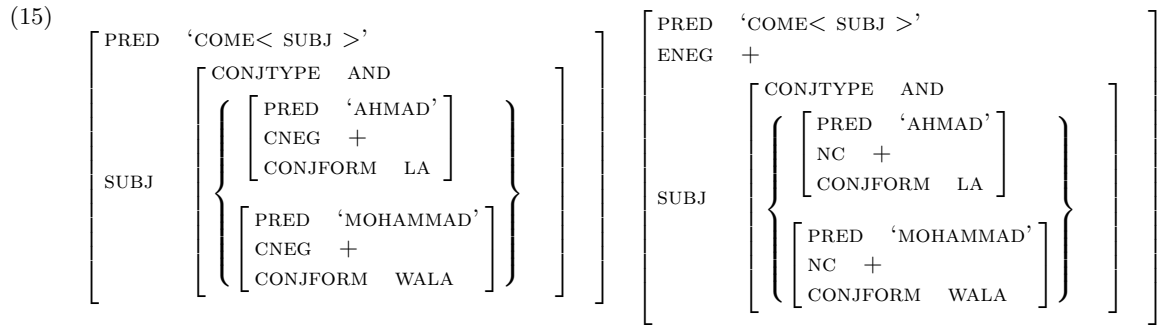 (15)
PRED ‘COME< SUBJ >’
SUBJ
CONJTYPE AND
PRED ‘AHMAD’
CNEG +
CONJFORM LA
PRED ‘MOHAMMAD’
CNEG +
CONJFORM WALA
PRED ‘COME< SUBJ >’
ENEG +
SUBJ
CONJTYPE AND
PRED ‘AHMAD’
NC +
CONJFORM LA
PRED ‘MOHAMMAD’
NC +
CONJFORM WALA